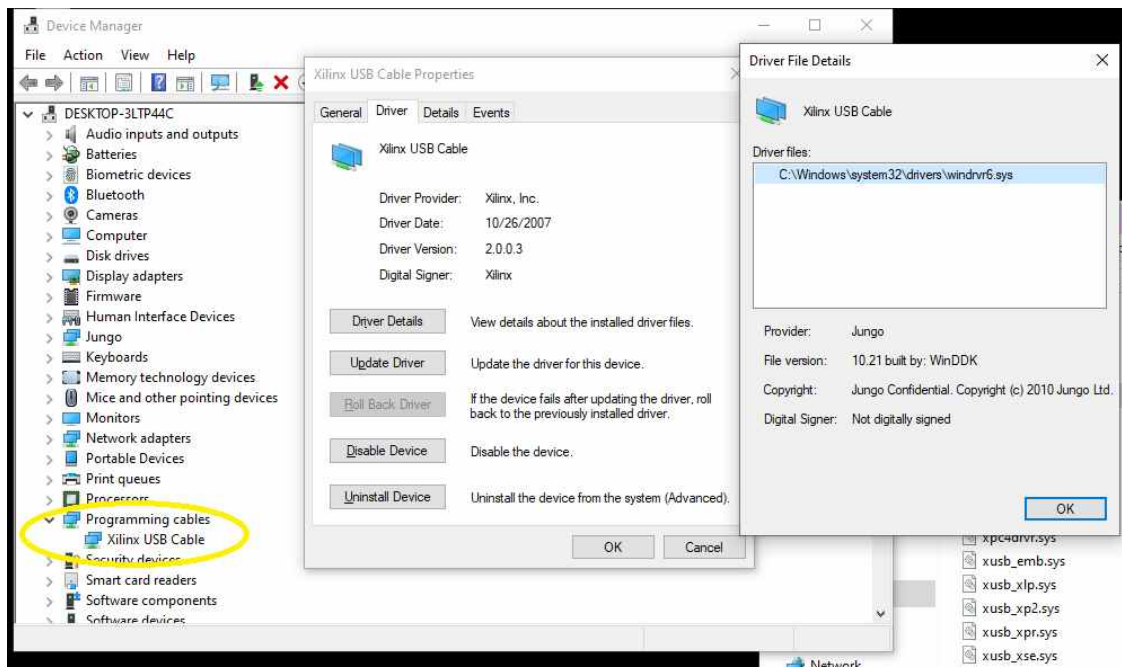 Device Manager
File Action View Help
DESKTOP-3LTP44C
Audio inputs and outputs
Batteries
Biometric devices
Bluetooth
Cameras
Computer
Disk drives
Display adapters
Firmware
Human Interface Devices
Jungo
Keyboards
Memory technology devices
Mice and other pointing devices
Monitors
Network adapters
Portable Devices
Print queues
Processors
Programming cables
Xilinx USB Cable
Security devices
Smart card readers
Software components
Software devices
Xilinx USB Cable Properties
General Driver Details Events
Xilinx USB Cable
Driver Provider: Xilinx, Inc.
Driver Date: 10/26/2007
Driver Version: 2.0.0.3
Digital Signer: Xilinx
Driver Details View details about the installed driver files.
Update Driver Update the driver for this device.
Roll Back Driver If the device fails after updating the driver, roll
back to the previously installed driver.
Disable Device Disable the device.
Uninstall Device Uninstall the device from the system (Advanced).
OK Cancel
Driver File Details
Xilinx USB Cable
Driver files:
C:\Windows\system32\drivers\windrvr6.sys
Provider: Jungo
File version: 10.21 built by: WinDDK
Copyright: Jungo Confidential. Copyright (c) 2010 Jungo Ltd.
Digital Signer: Not digitally signed
OK
xpc4drvr.sys
xusb_emb.sys
xusb_xlp.sys
xusb_xp2.sys
xusb_xpr.sys
xusb_xse.sys
Network